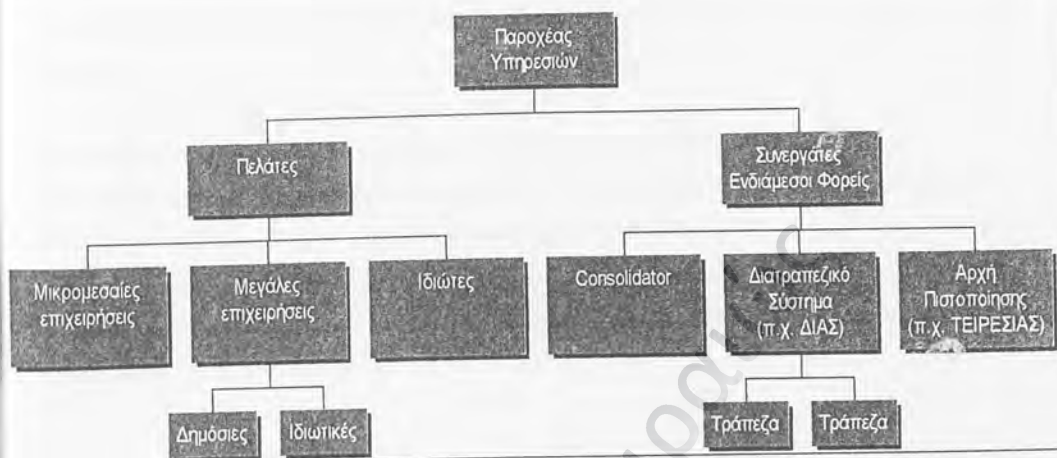 Παροχέας
Υπηρεσιών
Πελάτες
Συνεργάτες
Ενδιάμεσοι Φορείς
Μικρομεσαίες
επιχειρήσεις
Μεγάλες
επιχειρήσεις
Ιδιώτες
Consolidator
Διατραπεζικό
Σύστημα
(π.χ. ΔΙΑΣ)
Αρχή
Πιστοποίησης
(π.χ. ΤΕΙΡΕΣΙΑΣ)
Δημόσιες
Ιδιωτικές
Τράπεζα
Τράπεζα